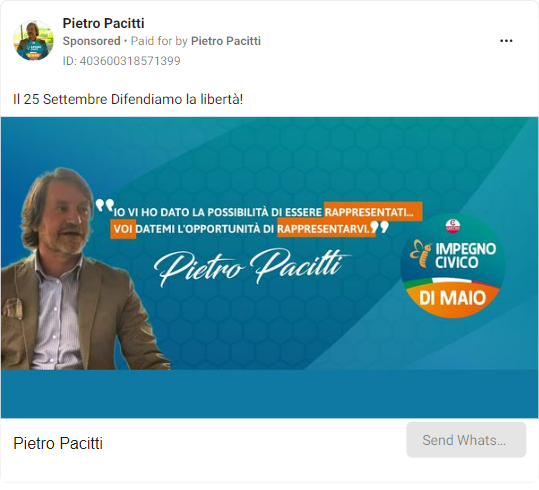 Pietro Pacitti
Sponsored • Paid for by Pietro Pacitti
ID: 403600318571399
Il 25 Settembre Difendiamo la libertà!
"IO VI HO DATO LA POSSIBILITÀ DI ESSERE RAPPRESENTATI...
VOI DATEMI L'OPPORTUNITÀ DI RAPPRESENTARVI."
Pietro Pacitti
IMPEGNO
CIVICO
DI MAIO
Pietro Pacitti
Send Whats...